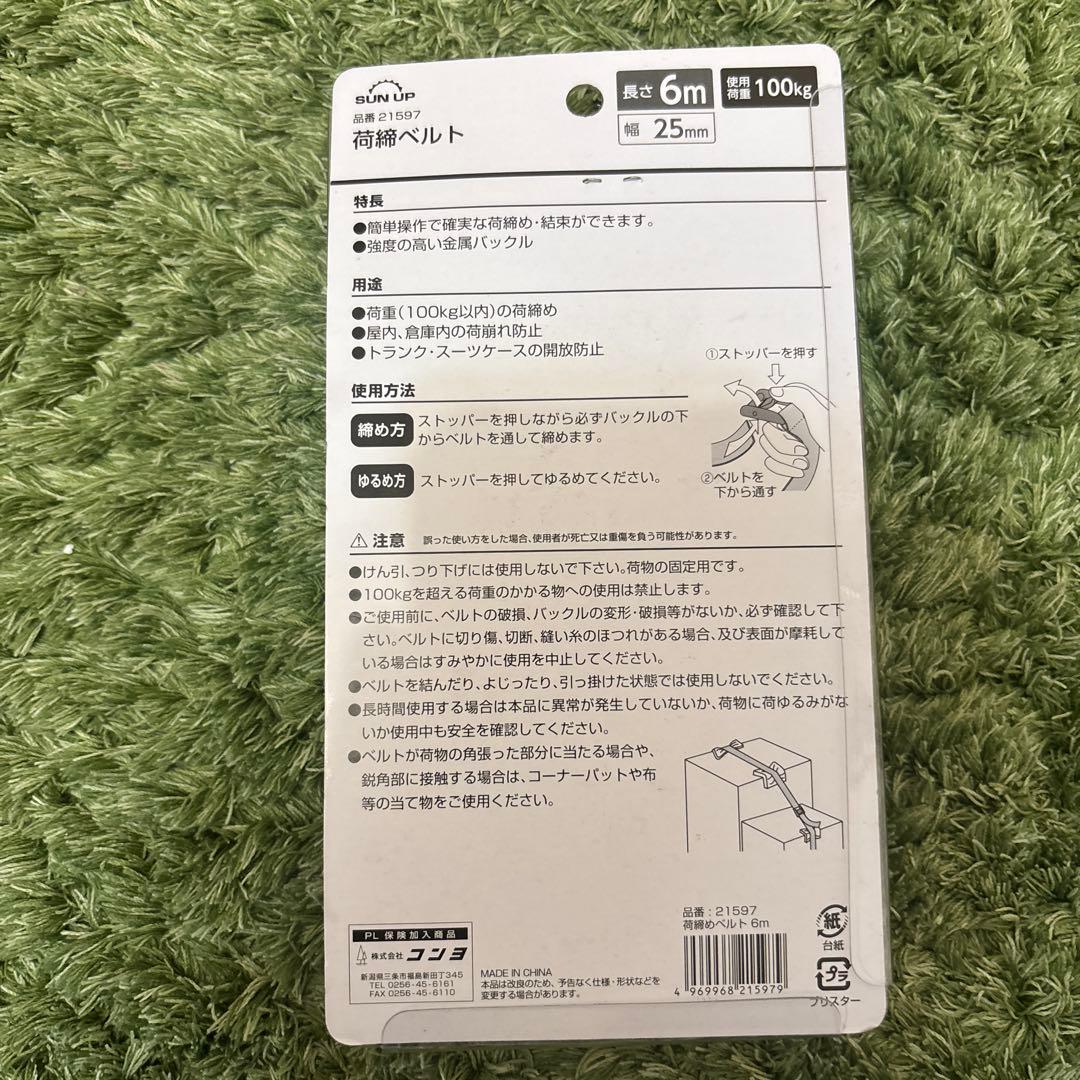 SUN UP
品番 21597
荷締ベルト
長さ 6m
使用荷重 100kg
幅 25mm
特長
●簡単操作で確実な荷締め・結束ができます。
●強度の高い金属バックル
用途
●荷重(100kg以内)の荷締め
●屋内、倉庫内の荷崩れ防止
●トランク・スーツケースの開放防止
使用方法
締め方
ストッパーを押しながら必ずバックルの下
からベルトを通して締めます。
ゆるめ方
ストッパーを押してゆるめてください。
①ストッパーを押す
②ベルトを
下から通す
⚠ 注意 誤った使い方をした場合、使用者が死亡又は重傷を負う可能性があります。
●けん引、つり下げには使用しないで下さい。荷物の固定用です。
●100kgを超える荷重のかかる物への使用は禁止します。
●ご使用前に、ベルトの破損、バックルの変形・破損等がないか、必ず確認して下
さい。ベルトに切り傷、切断、縫い糸のほつれがある場合、及び表面が摩耗して
いる場合はすみやかに使用を中止してください。
●ベルトを結んだり、よじったり、引っ掛けた状態では使用しないでください。
●長時間使用する場合は本品に異常が発生していないか、荷物に荷ゆるみがな
いか使用中も安全を確認してください。
●ベルトが荷物の角張った部分に当たる場合や、
鋭角部に接触する場合は、コーナーパットや布
等の当て物をご使用ください。
PL保険加入商品
株式会社 コンヨ
新潟県三条市福島新田丁345
TEL 0256-45-6161
FAX 0256-45-6110
MADE IN CHINA
本品は改良のため、予告なく仕様・形状などを
変更する場合があります。
品番：21597
荷締めベルト 6m
4 969968 215979
紙
台紙
プラ
ブリスター